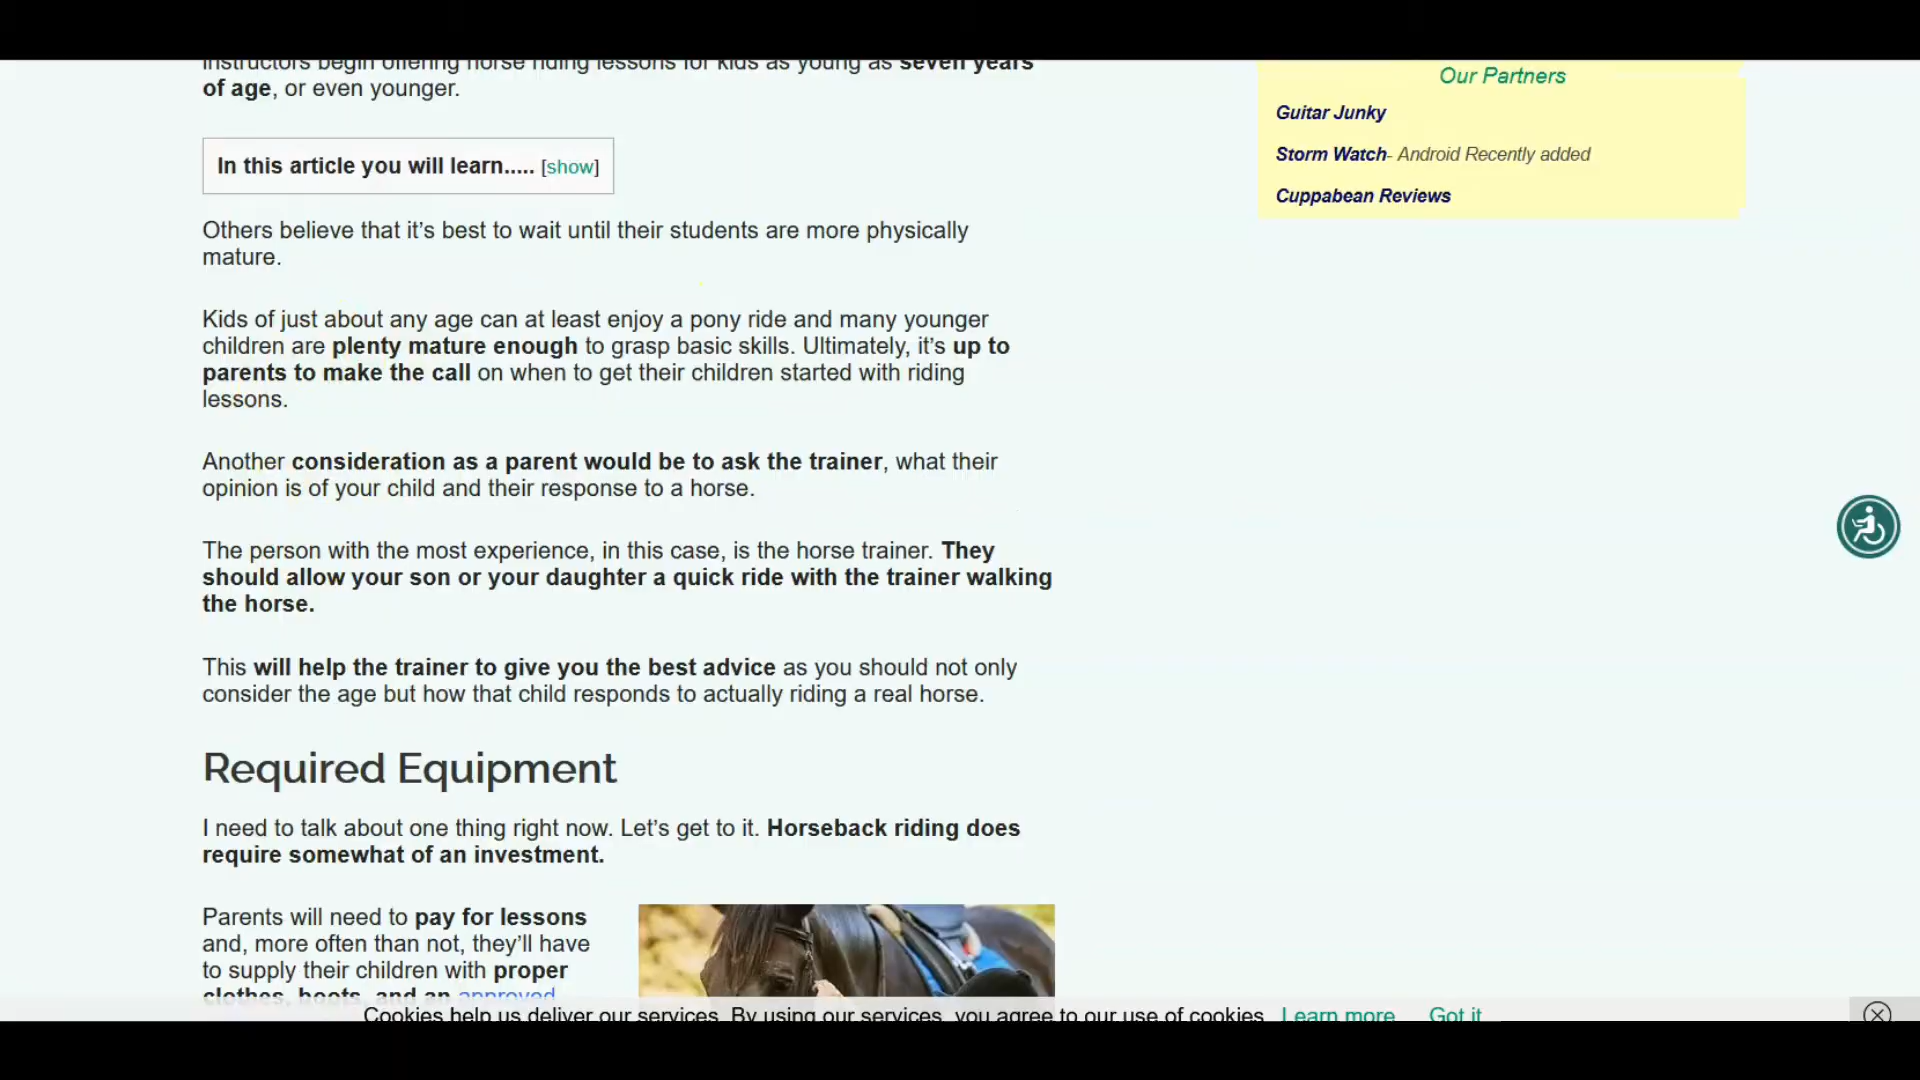 instructors begin offering horse riding lessons for kids as young as seven years
of age, or even younger.
In this article you will learn..... [show]
Others believe that it’s best to wait until their students are more physically
mature.
Kids of just about any age can at least enjoy a pony ride and many younger
children are plenty mature enough to grasp basic skills. Ultimately, it’s up to
parents to make the call on when to get their children started with riding
lessons.
Another consideration as a parent would be to ask the trainer, what their
opinion is of your child and their response to a horse.
The person with the most experience, in this case, is the horse trainer. They
should allow your son or your daughter a quick ride with the trainer walking
the horse.
This will help the trainer to give you the best advice as you should not only
consider the age but how that child responds to actually riding a real horse.
Required Equipment
I need to talk about one thing right now. Let’s get to it. Horseback riding does
require somewhat of an investment.
Parents will need to pay for lessons
and, more often than not, they’ll have
to supply their children with proper
clothes, boots, and an approved
Our Partners
Guitar Junky
Storm Watch- Android Recently added
Cuppabean Reviews
Cookies help us deliver our services. By using our services, you agree to our use of cookies. Learn more Got it